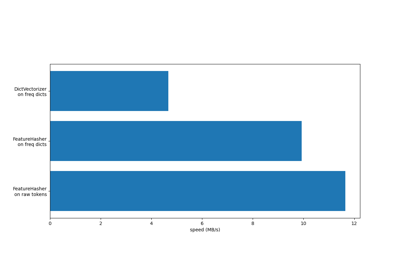 DictVectorizer
on freq dicts
FeatureHasher
on freq dicts
FeatureHasher
on raw tokens
0 2 4 6 8 10 12
speed (MB/s)